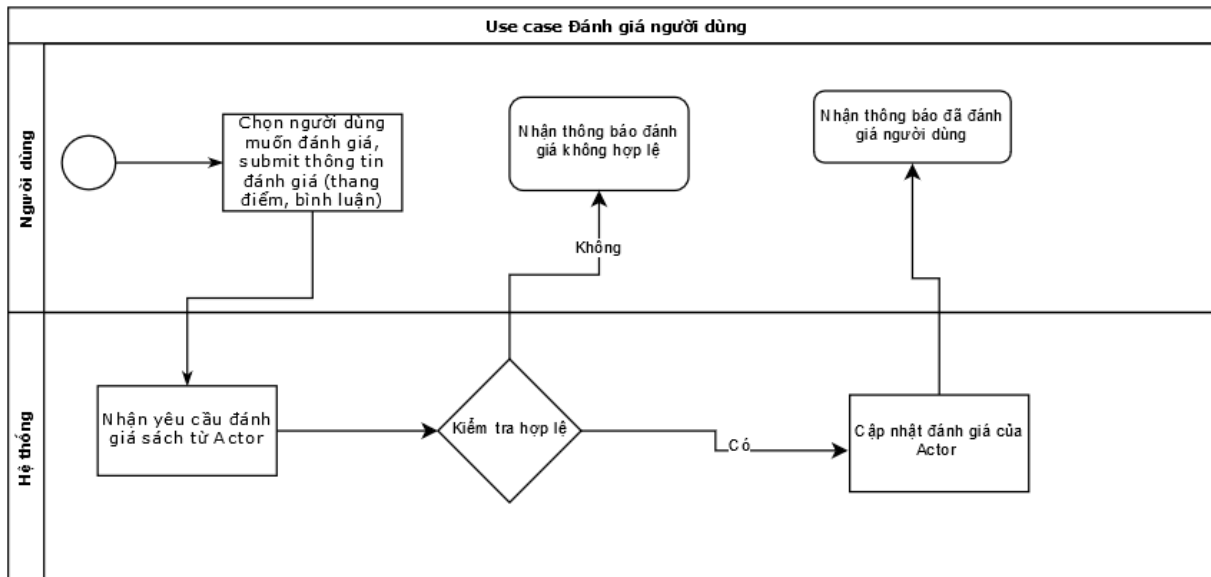 Use case Đánh giá người dùng
Người dùng
Chọn người dùng
muốn đánh giá,
submit thông tin
đánh giá (thang
điểm, bình luận)
Nhận thông báo đánh
giá không hợp lệ
Nhận thông báo đã đánh
giá người dùng
Không
Hệ thống
Nhận yêu cầu đánh
giá sách từ Actor
Kiểm tra hợp lệ
Có
Cập nhật đánh giá của
Actor